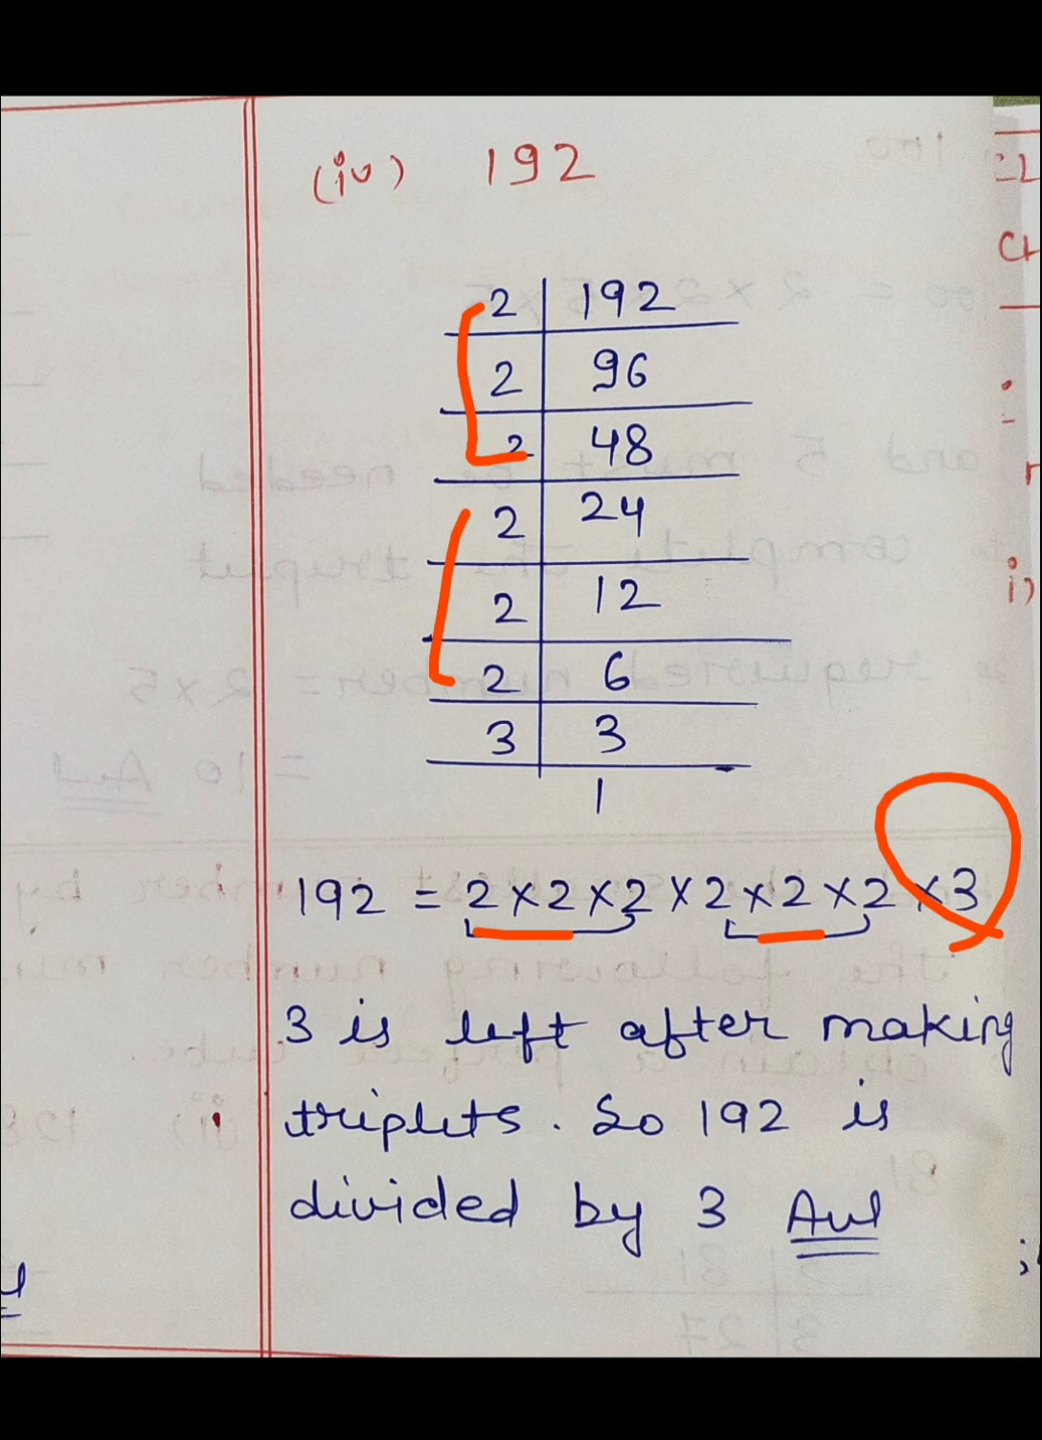 (iv) 192
2 | 192
2 | 96
2 | 48
2 | 24
2 | 12
2 | 6
3 | 3
1
192 = 2×2×2×2×2×2×3
3 is left after making
triplets. So 192 is
divided by 3 Ans